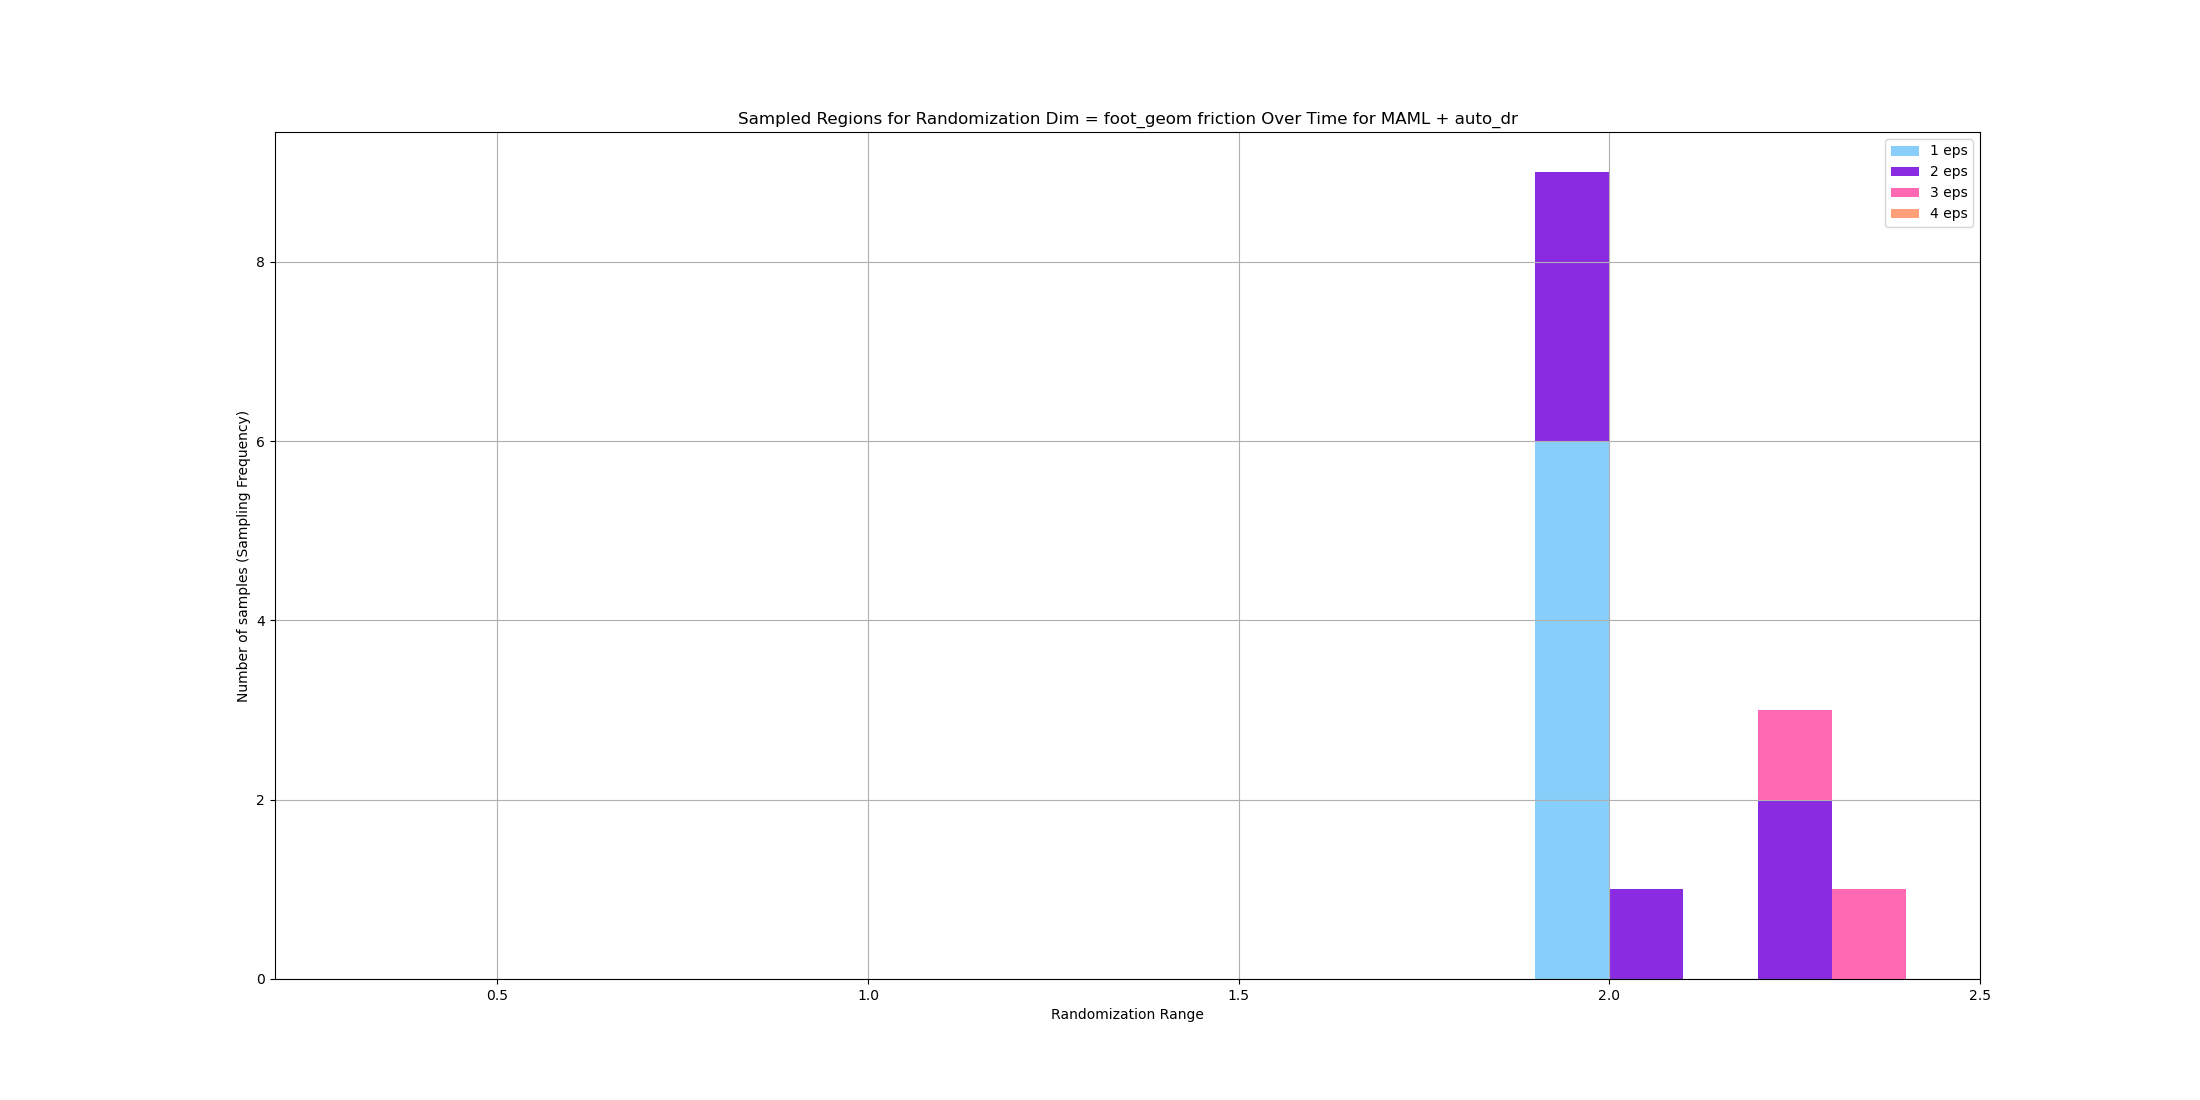 Sampled Regions for Randomization Dim = foot_geom friction Over Time for MAML + auto_dr
1 eps
2 eps
3 eps
4 eps
Number of samples (Sampling Frequency)
8
6
4
2
0
0.5 1.0 1.5 2.0 2.5
Randomization Range